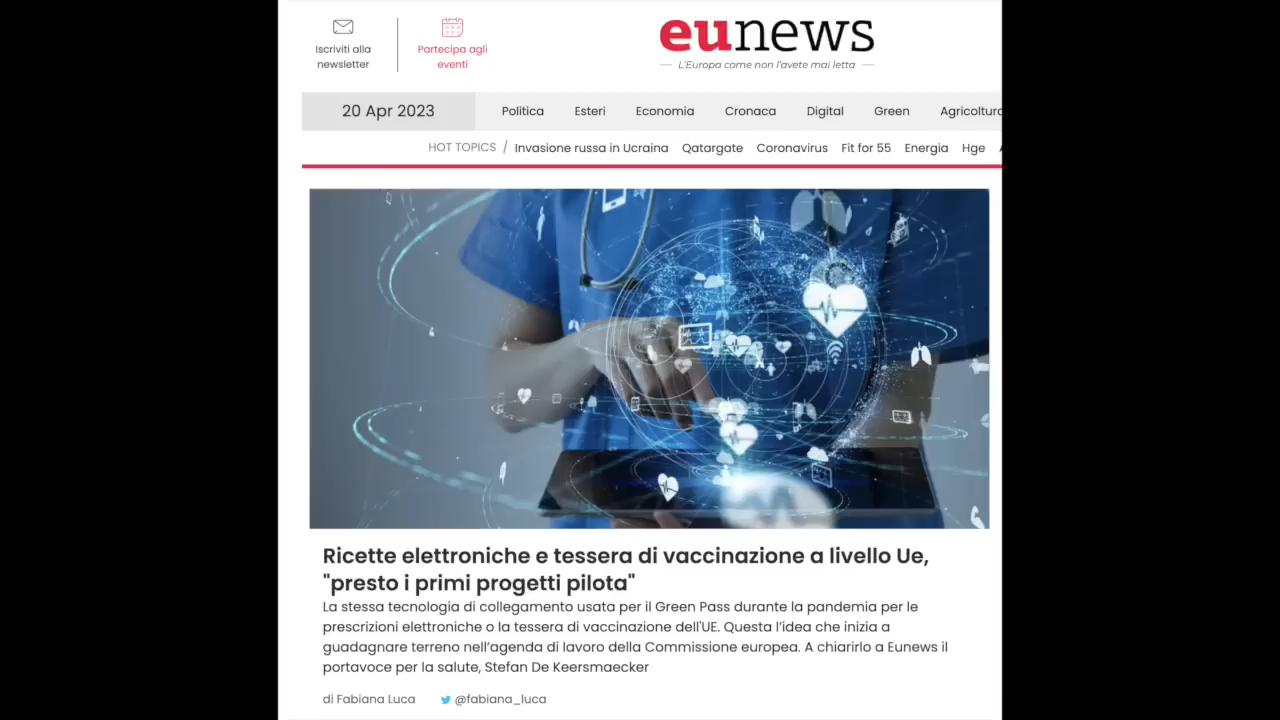 Iscriviti alla
newsletter
Partecipa agli
eventi
eunews
L'Europa come non l'avete mai letta
20 Apr 2023
Politica Esteri Economia Cronaca Digital Green Agricoltura
HOT TOPICS / Invasione russa in Ucraina Qatargate Coronavirus Fit for 55 Energia Hge
Ricette elettroniche e tessera di vaccinazione a livello Ue,
"presto i primi progetti pilota"
La stessa tecnologia di collegamento usata per il Green Pass durante la pandemia per le
prescrizioni elettroniche o la tessera di vaccinazione dell'UE. Questa l'idea che inizia a
guadagnare terreno nell'agenda di lavoro della Commissione europea. A chiarirlo a Eunews il
portavoce per la salute, Stefan De Keersmaecker
di Fabiana Luca @fabiana_luca